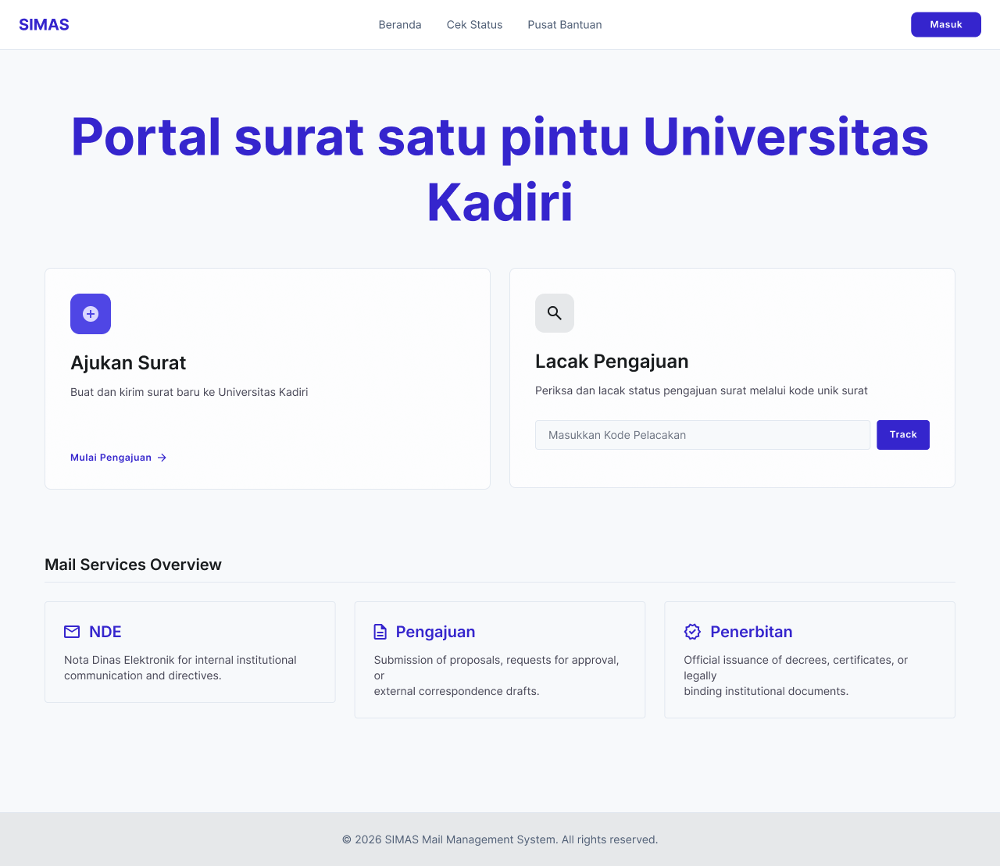 SIMAS
Beranda
Cek Status
Pusat Bantuan
Masuk
Portal surat satu pintu Universitas
Kadiri
Ajukan Surat
Buat dan kirim surat baru ke Universitas Kadiri
Mulai Pengajuan
Lacak Pengajuan
Periksa dan lacak status pengajuan surat melalui kode unik surat
Masukkan Kode Pelacakan
Track
Mail Services Overview
NDE
Nota Dinas Elektronik for internal institutional
communication and directives.
Pengajuan
Submission of proposals, requests for approval,
or
external correspondence drafts.
Penerbitan
Official issuance of decrees, certificates, or
legally
binding institutional documents.
© 2026 SIMAS Mail Management System. All rights reserved.